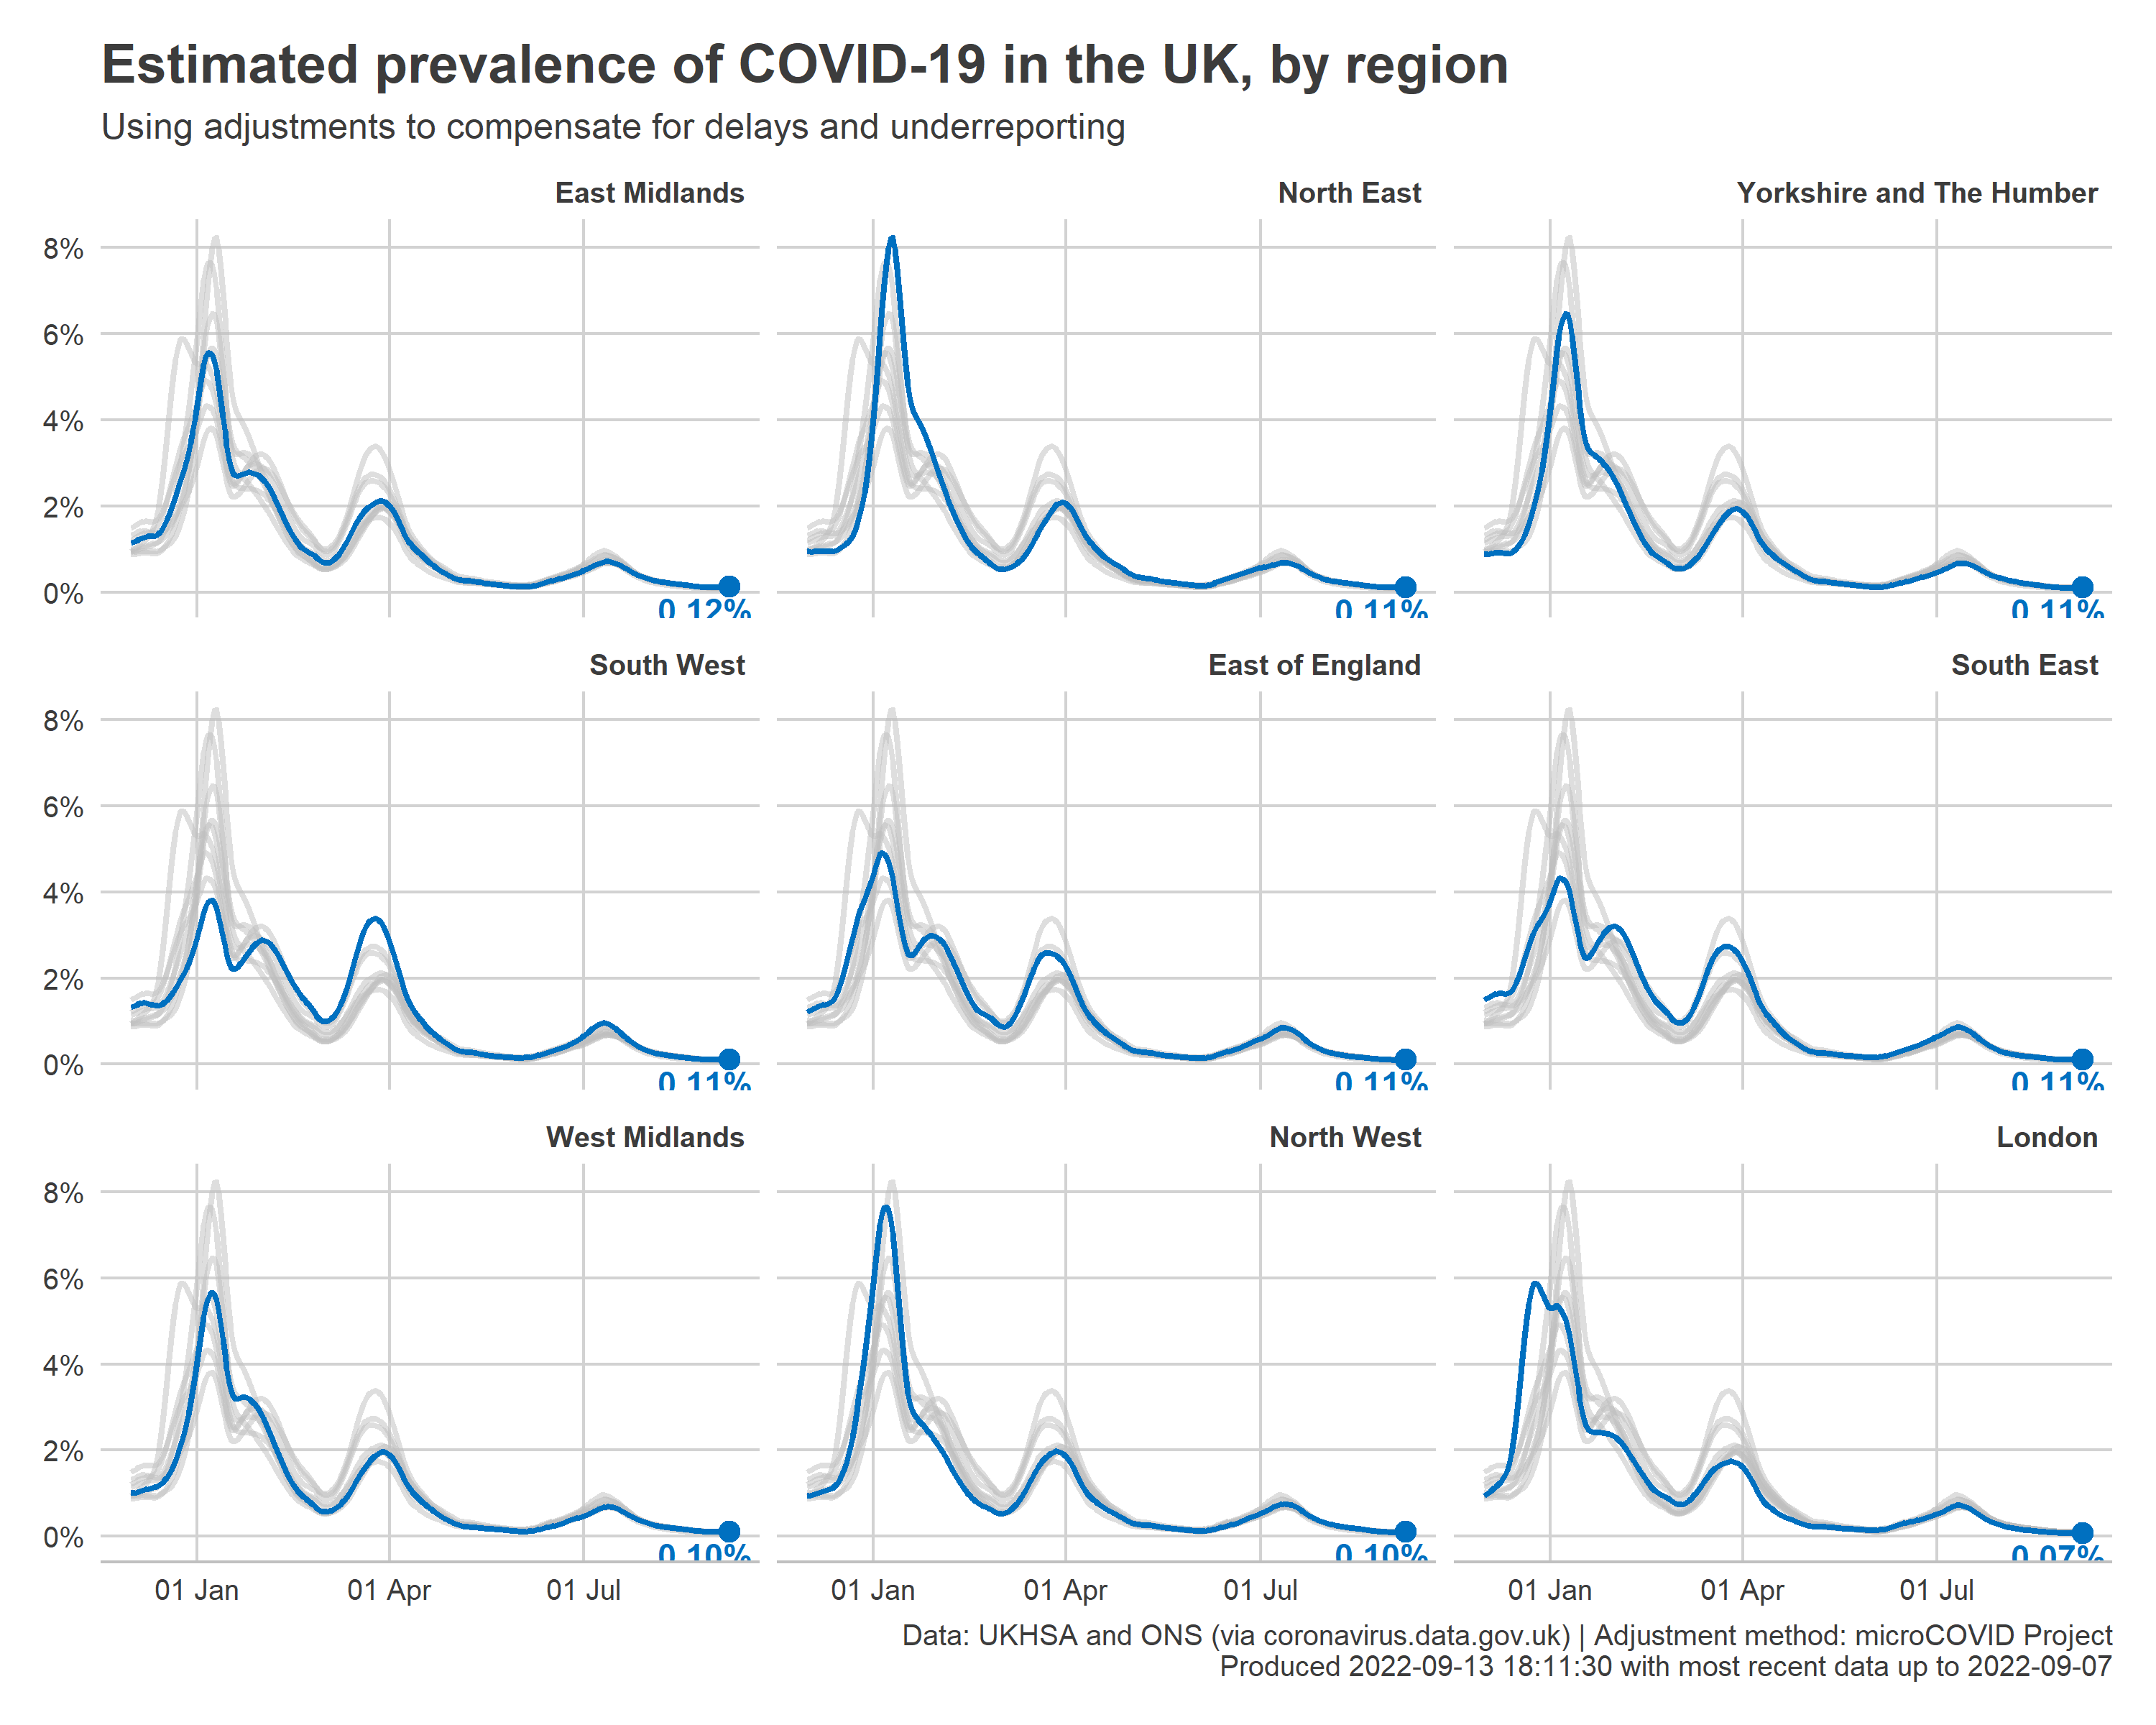 Estimated prevalence of COVID-19 in the UK, by region
Using adjustments to compensate for delays and underreporting
East Midlands
North East
Yorkshire and The Humber
8%
6%
4%
2%
0%
0.12%
0.11%
0.11%
South West
East of England
South East
8%
6%
4%
2%
0%
0.11%
0.11%
0.11%
West Midlands
North West
London
8%
6%
4%
2%
0%
0.10%
0.10%
0.07%
01 Jan 01 Apr 01 Jul
01 Jan 01 Apr 01 Jul
01 Jan 01 Apr 01 Jul
Data: UKHSA and ONS (via coronavirus.data.gov.uk) | Adjustment method: microCOVID Project
Produced 2022-09-13 18:11:30 with most recent data up to 2022-09-07